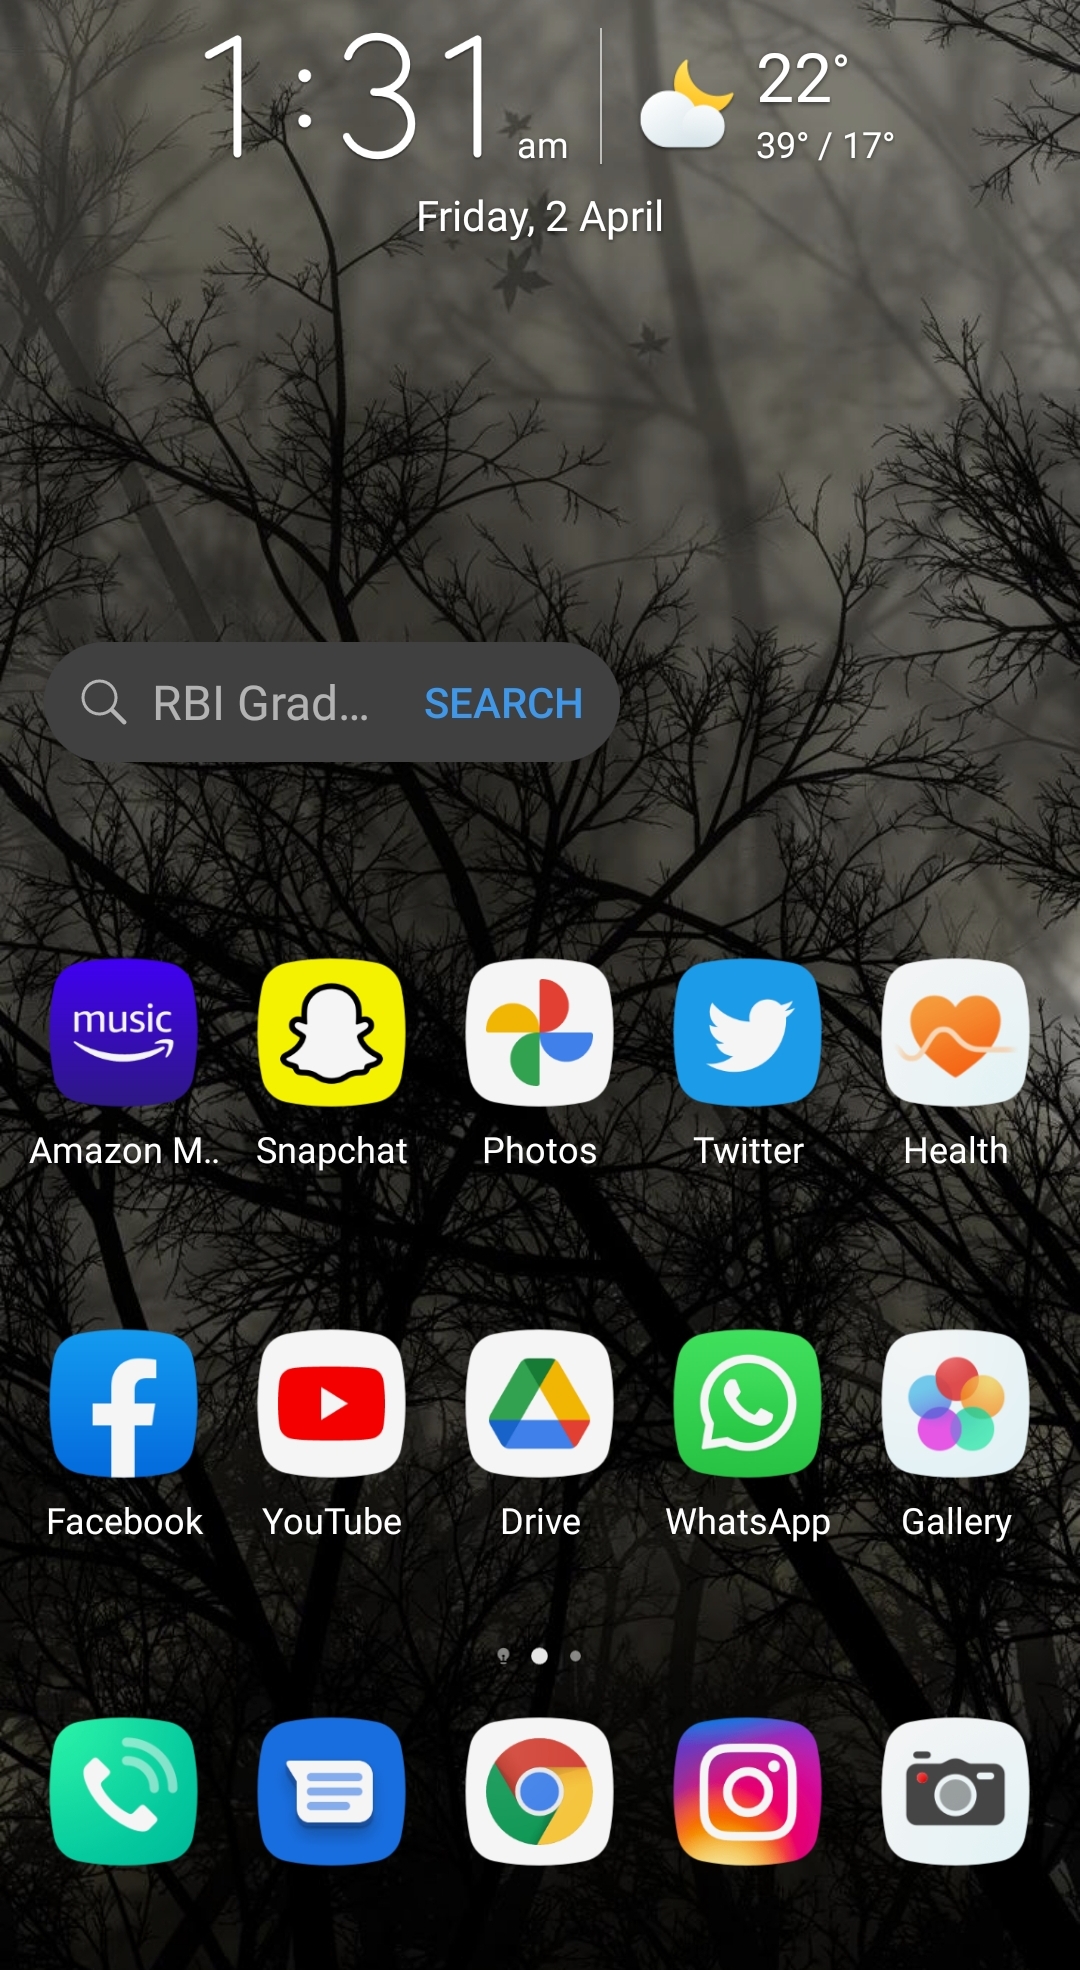 1:31 am
22°
39° / 17°
Friday, 2 April
RBI Grad... SEARCH
music
Amazon M.. Snapchat Photos Twitter Health
Facebook YouTube Drive WhatsApp Gallery